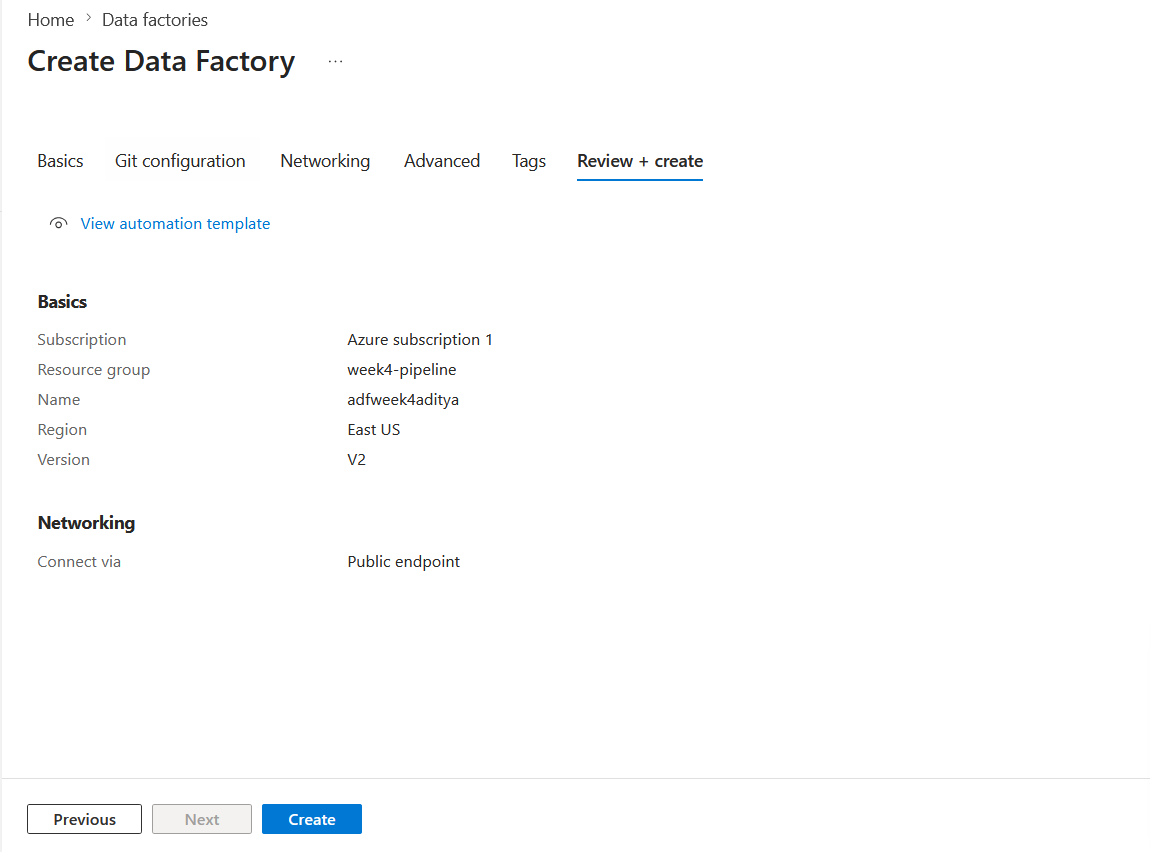 Home > Data factories
Create Data Factory ...
Basics Git configuration Networking Advanced Tags Review + create
View automation template
Basics
Subscription Azure subscription 1
Resource group week4-pipeline
Name adfweek4aditya
Region East US
Version V2
Networking
Connect via Public endpoint
Previous Next Create